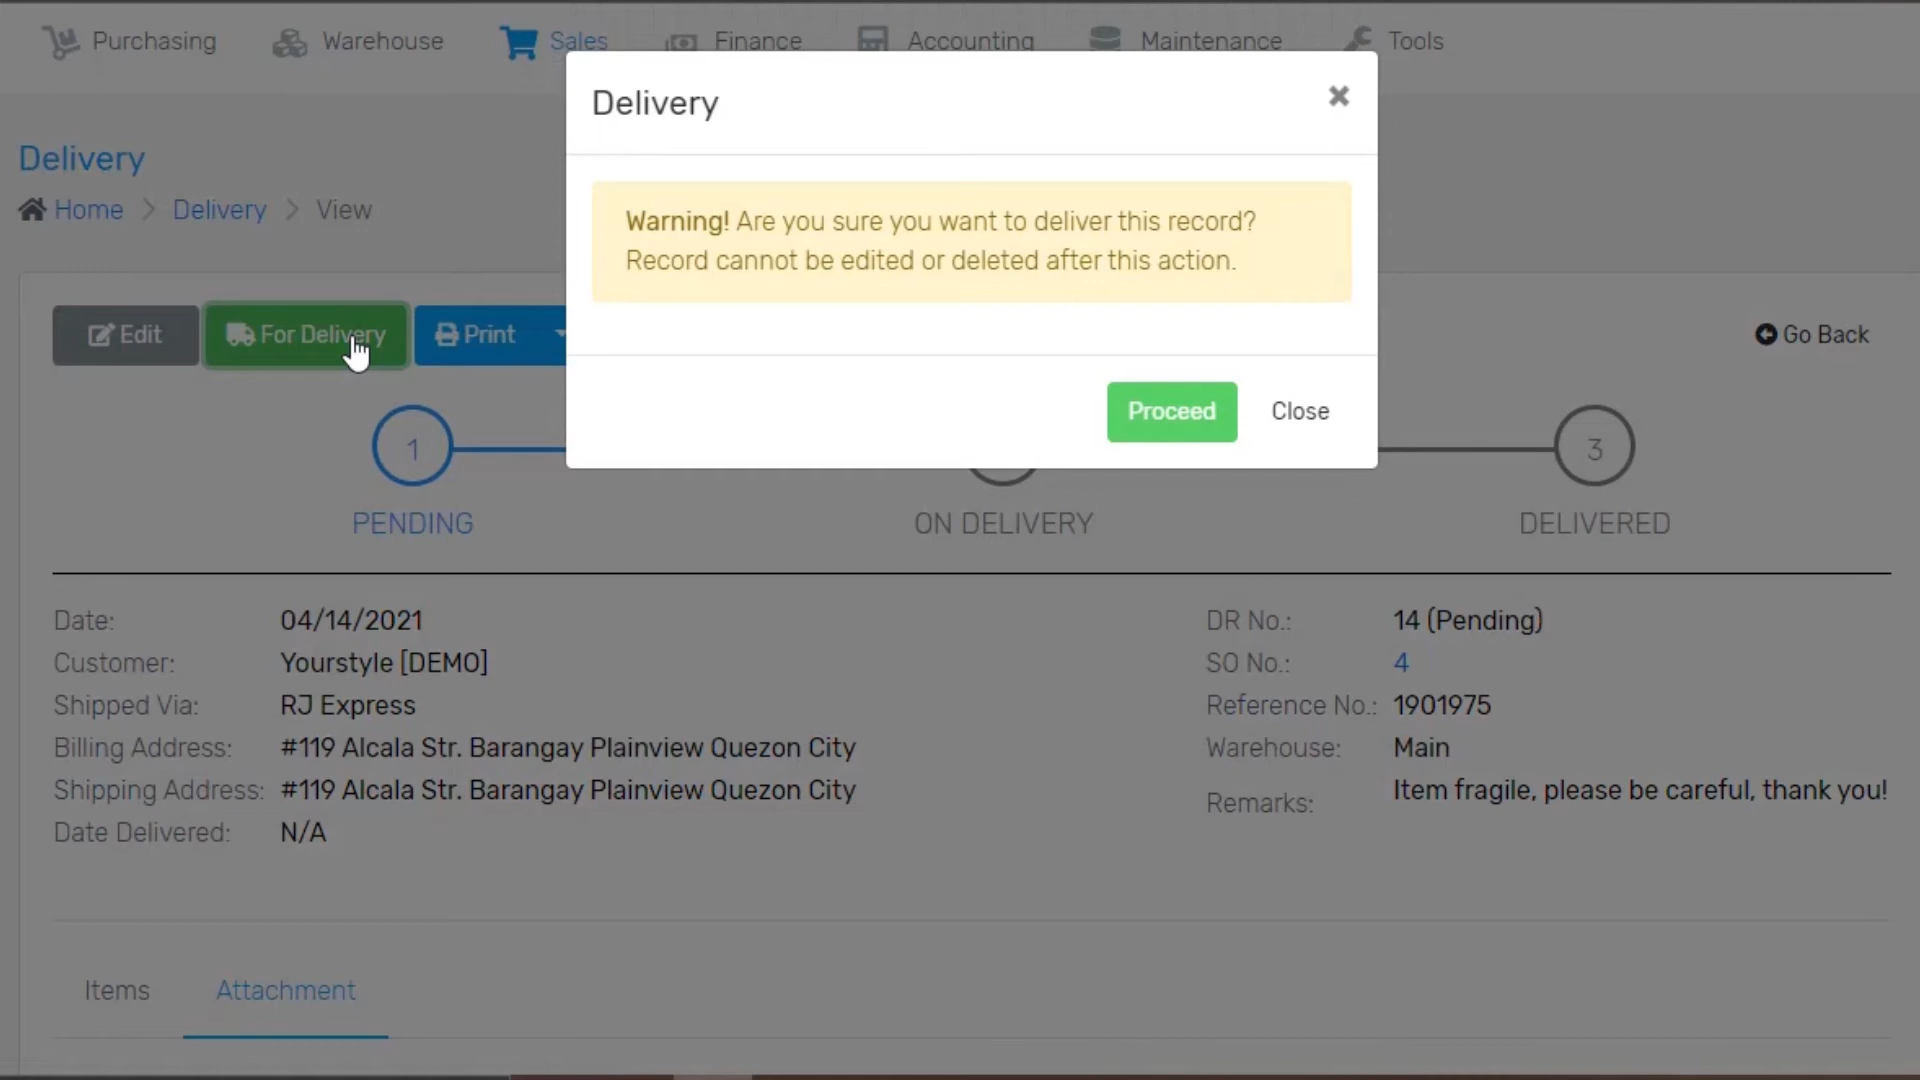 Purchasing Warehouse Sales Finance Accounting Maintenance Tools
Delivery
Warning! Are you sure you want to deliver this record?
Record cannot be edited or deleted after this action.
Proceed Close
Delivery
Home > Delivery > View
Edit For Delivery Print Go Back
1 3
PENDING ON DELIVERY DELIVERED
Date: 04/14/2021 DR No.: 14 (Pending)
Customer: Yourstyle [DEMO] SO No.: 4
Shipped Via: RJ Express Reference No.: 1901975
Billing Address: #119 Alcala Str. Barangay Plainview Quezon City Warehouse: Main
Shipping Address: #119 Alcala Str. Barangay Plainview Quezon City Remarks: Item fragile, please be careful, thank you!
Date Delivered: N/A
Items Attachment